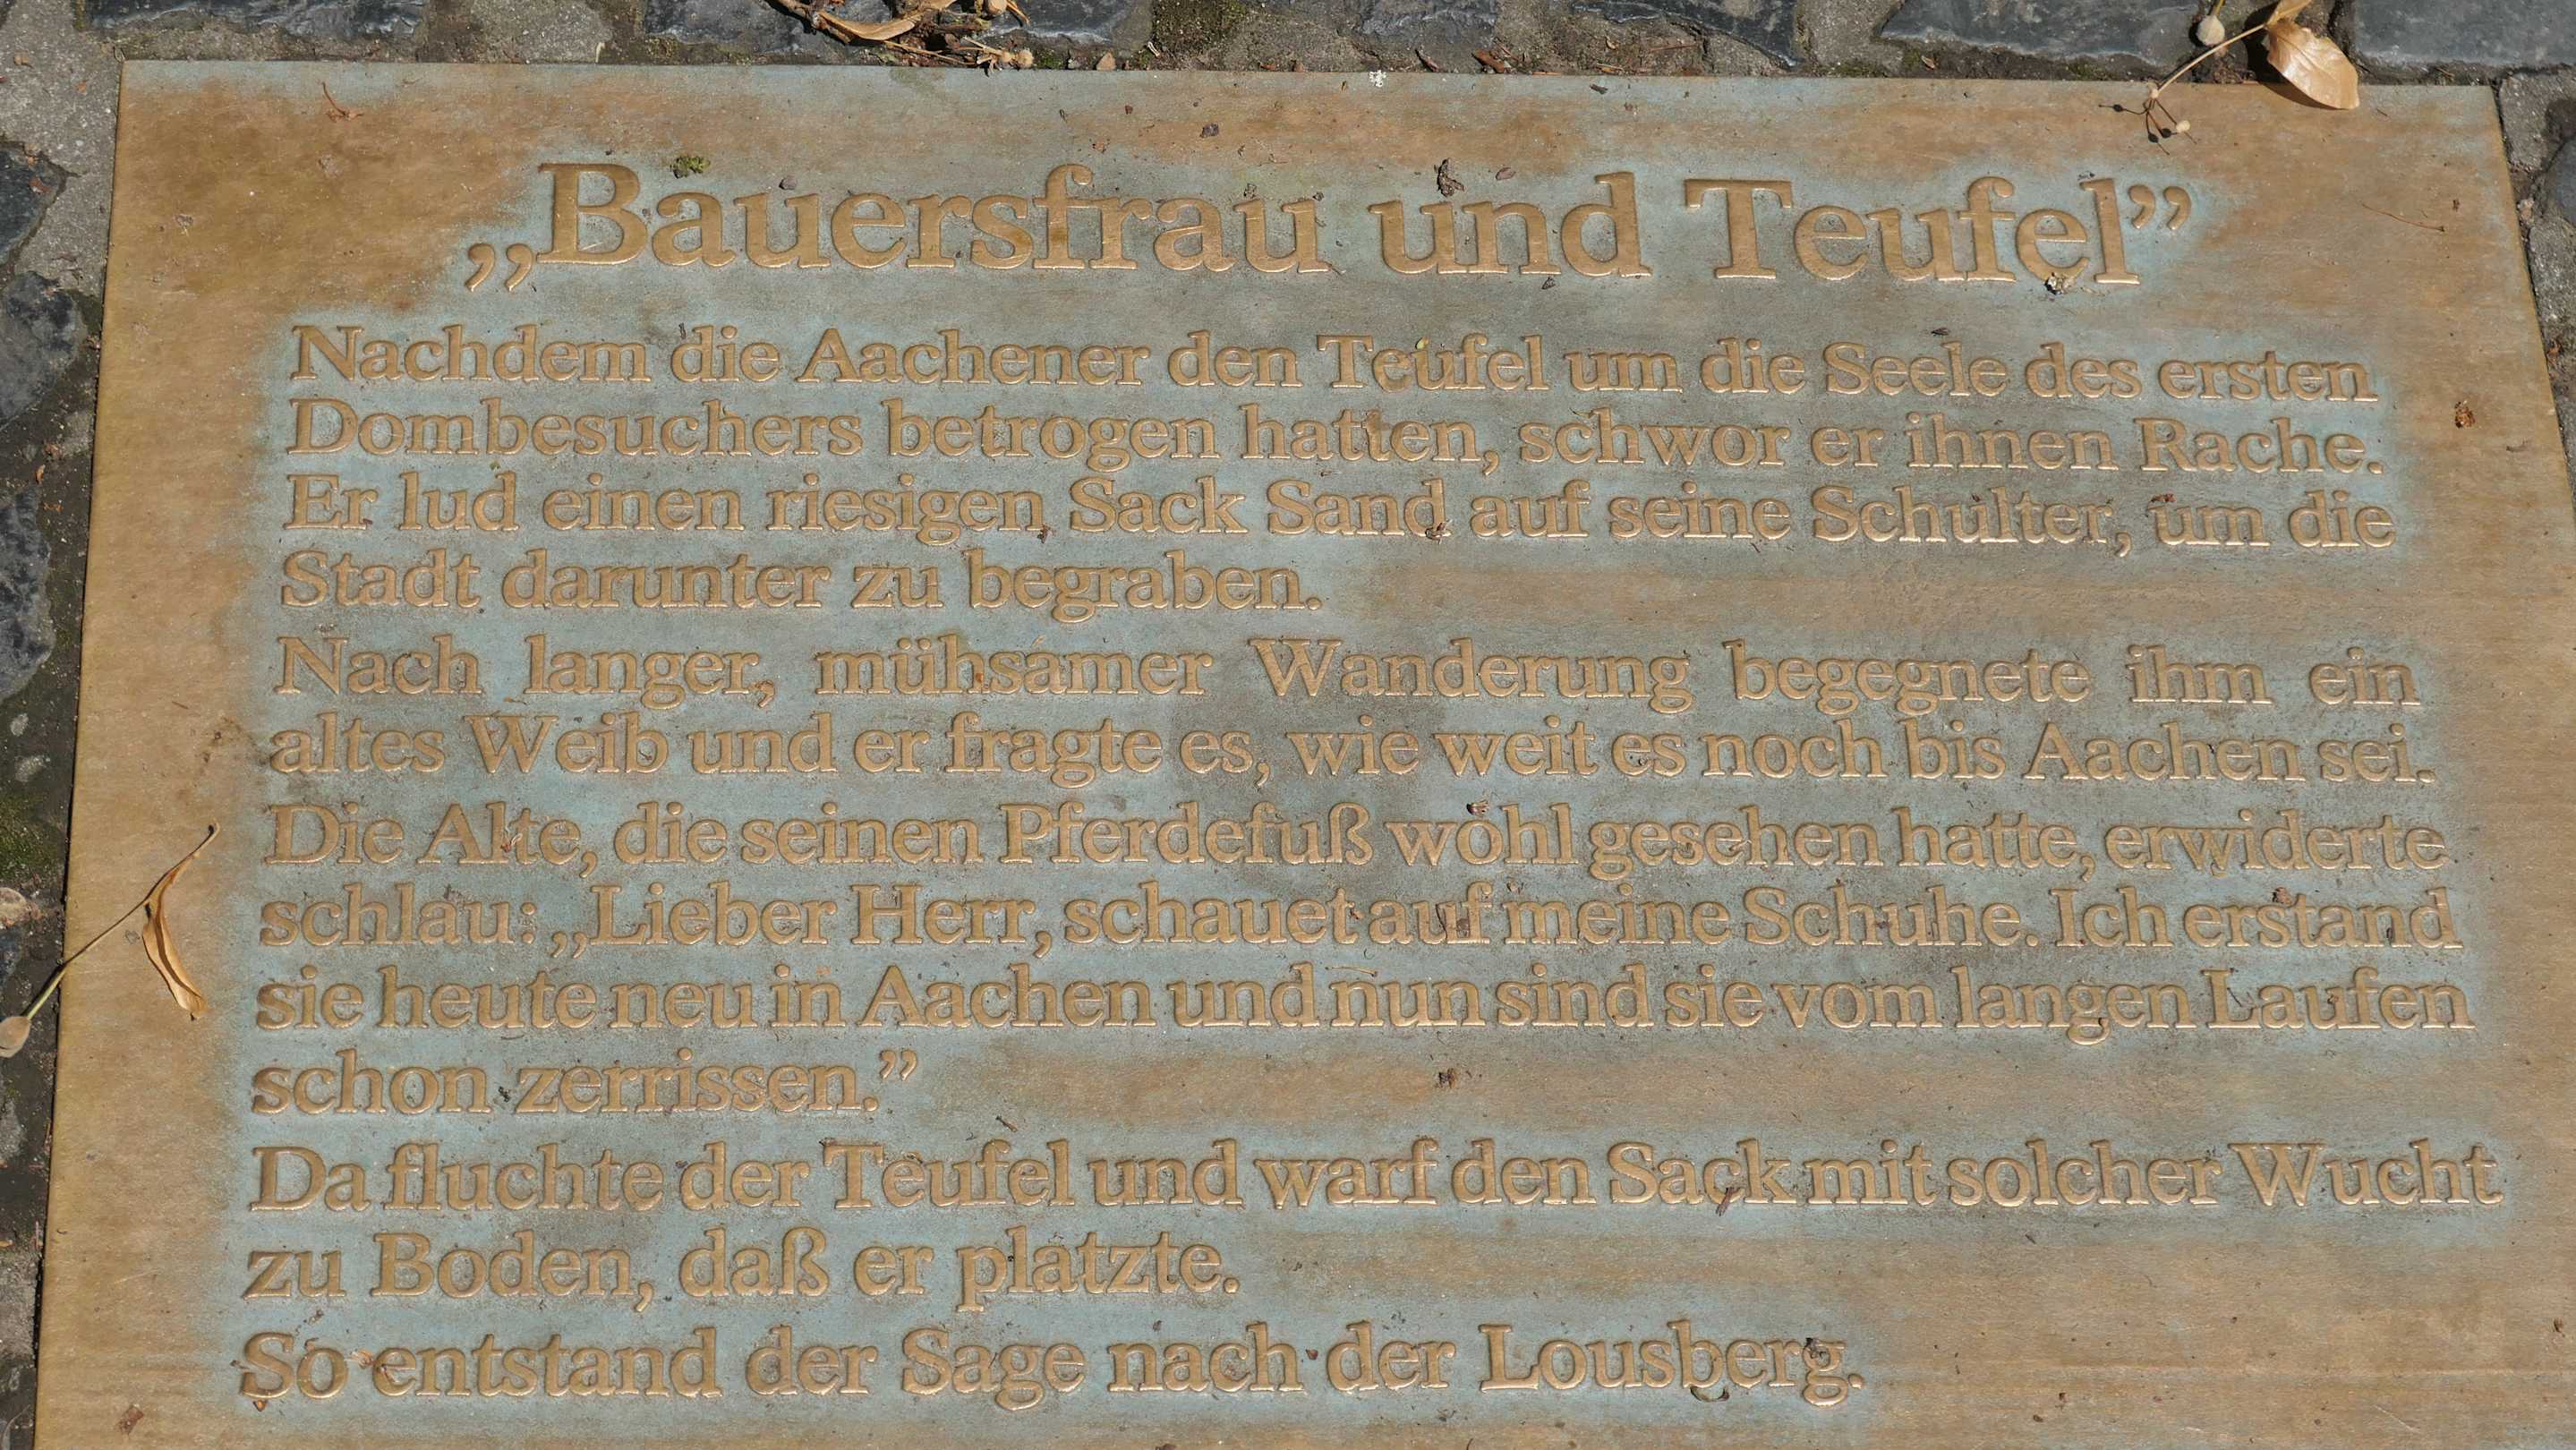 „Bauersfrau und Teufel”
Nachdem die Aachener den Teufel um die Seele des ersten
Dombesuchers betrogen hatten, schwor er ihnen Rache.
Er lud einen riesigen Sack Sand auf seine Schulter, um die
Stadt darunter zu begraben.
Nach langer, mühsamer Wanderung begegnete ihm ein
altes Weib und er fragte es, wie weit es noch bis Aachen sei.
Die Alte, die seinen Pferdefuß wohl gesehen hatte, erwiderte
schlau: „Lieber Herr, schauet auf meine Schuhe. Ich erstand
sie heute neu in Aachen und nun sind sie vom langen Laufen
schon zerrissen.”
Da fluchte der Teufel und warf den Sack mit solcher Wucht
zu Boden, daß er platzte.
So entstand der Sage nach der Lousberg.